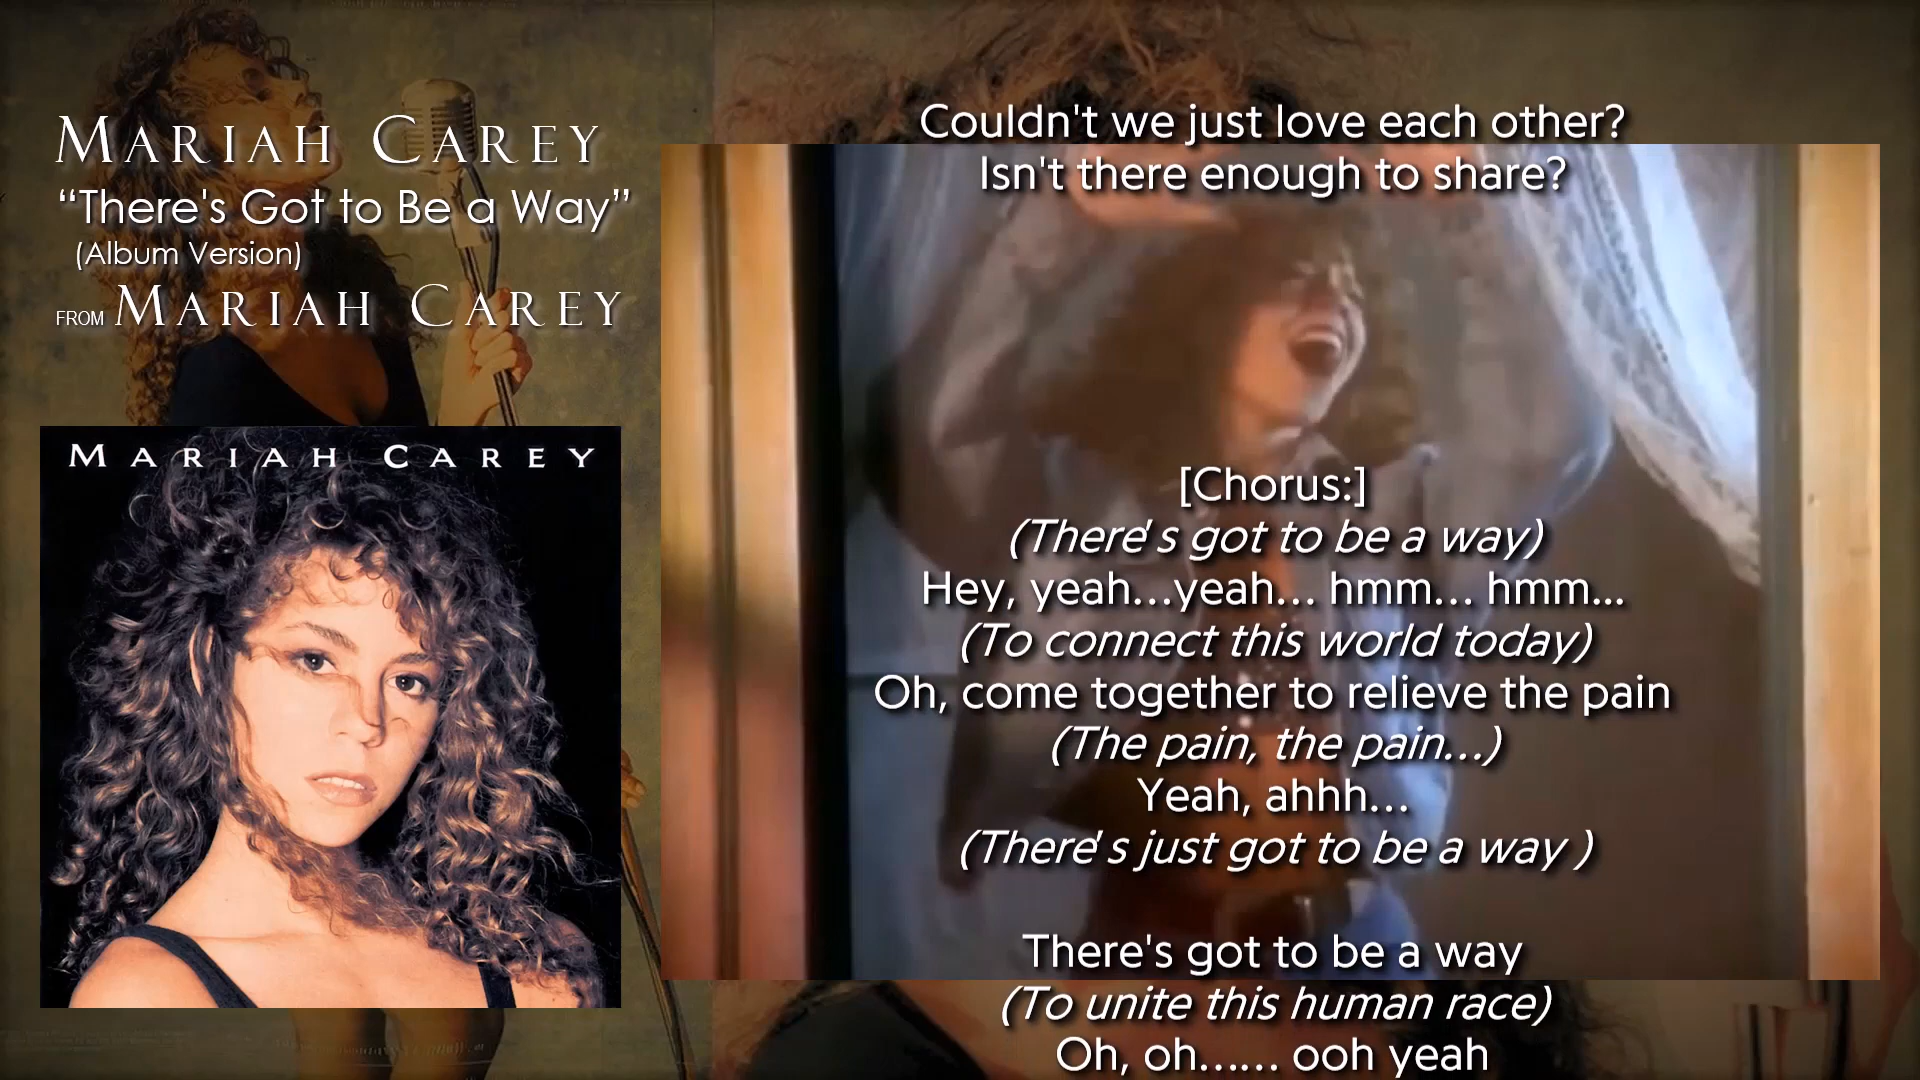 MARIAH CAREY
“There's Got to Be a Way”
(Album Version)
FROM MARIAH CAREY
MARIAH CAREY
Couldn't we just love each other?
Isn't there enough to share?
[Chorus:]
(There's got to be a way)
Hey, yeah...yeah... hmm... hmm...
(To connect this world today)
Oh, come together to relieve the pain
(The pain, the pain...)
Yeah, ahhh...
(There's just got to be a way )
There's got to be a way
(To unite this human race)
Oh, oh...... ooh yeah